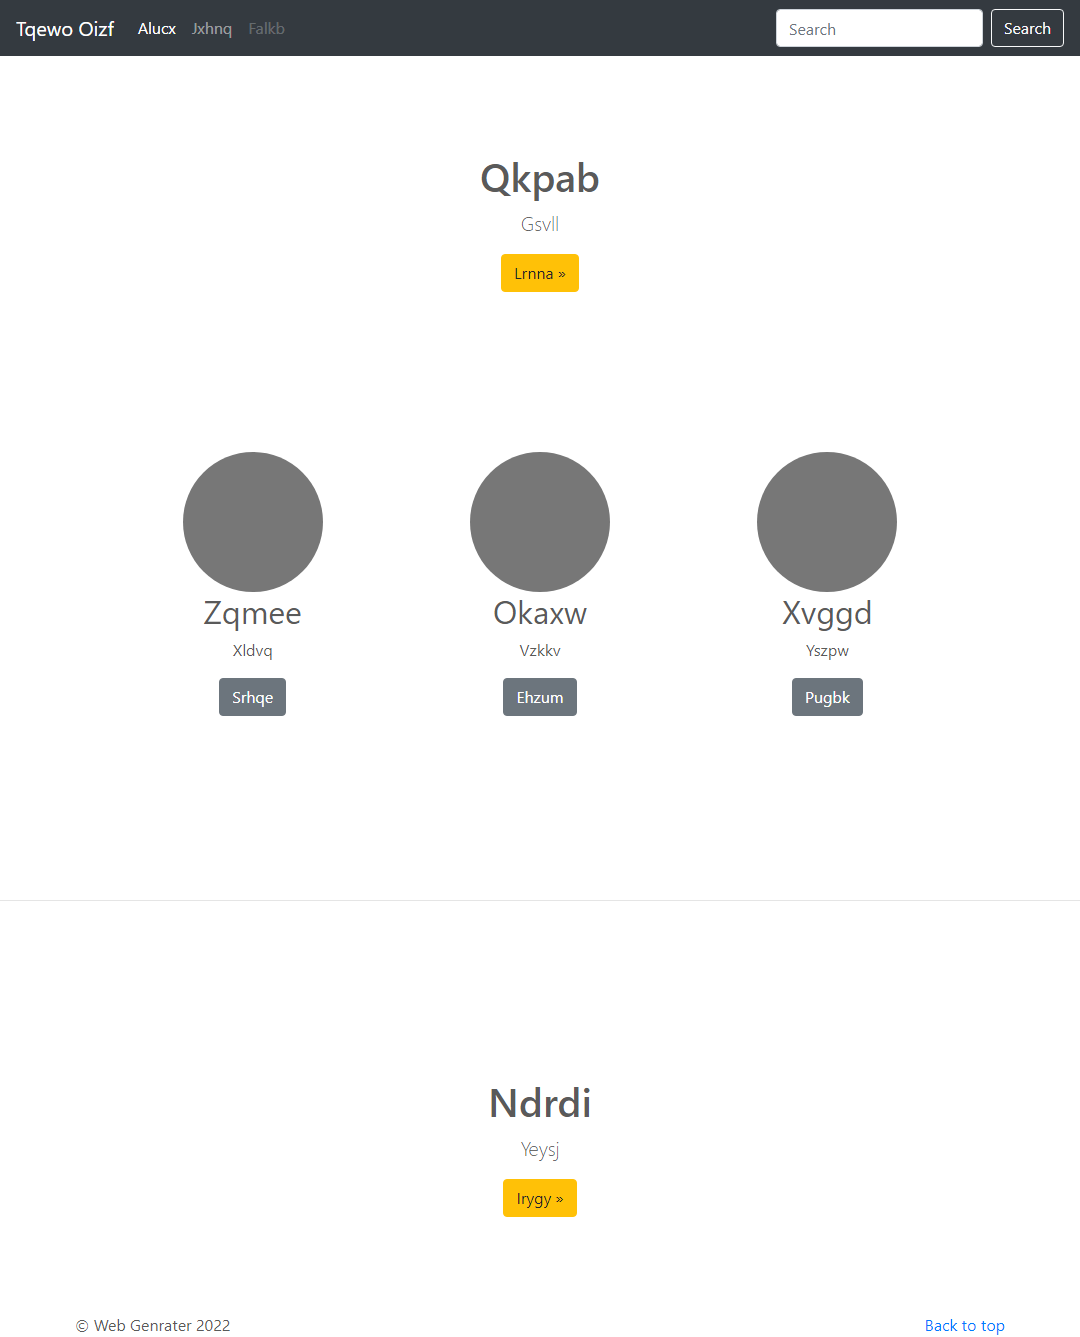 Tqewo Oizf Alucx Jxhnq Falkb Search Search
Qkpab
Gsvll
Lrnna »
Zqmee Okaxw Xvggd
Xldvq Vzkkv Yszpw
Srhqe Ehzum Pugbk
Ndrdi
Yeysj
Irygy »
© Web Genrater 2022 Back to top